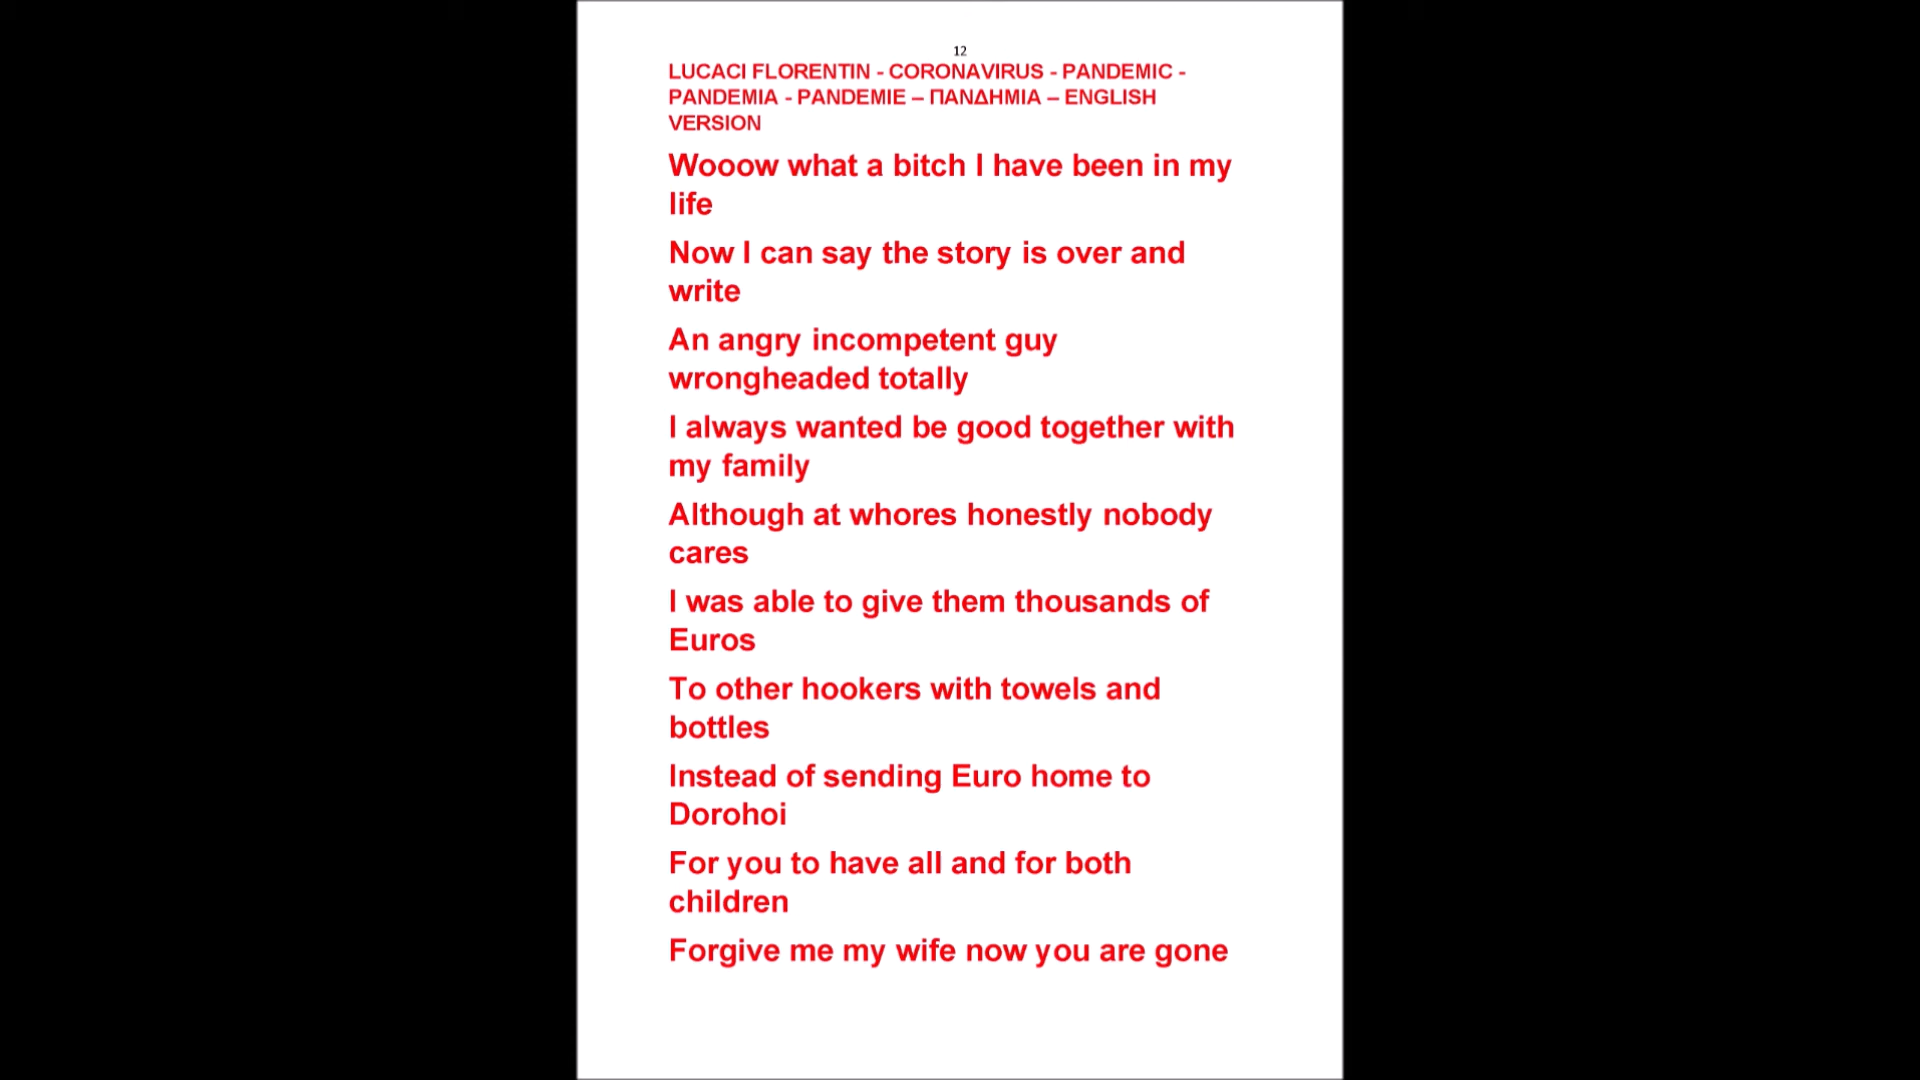 12
LUCACI FLORENTIN - CORONAVIRUS - PANDEMIC -
PANDEMIA - PANDEMIE – ΠΑΝΔΗΜΙΑ – ENGLISH
VERSION
Wooow what a bitch I have been in my
life
Now I can say the story is over and
write
An angry incompetent guy
wrongheaded totally
I always wanted be good together with
my family
Although at whores honestly nobody
cares
I was able to give them thousands of
Euros
To other hookers with towels and
bottles
Instead of sending Euro home to
Dorohoi
For you to have all and for both
children
Forgive me my wife now you are gone